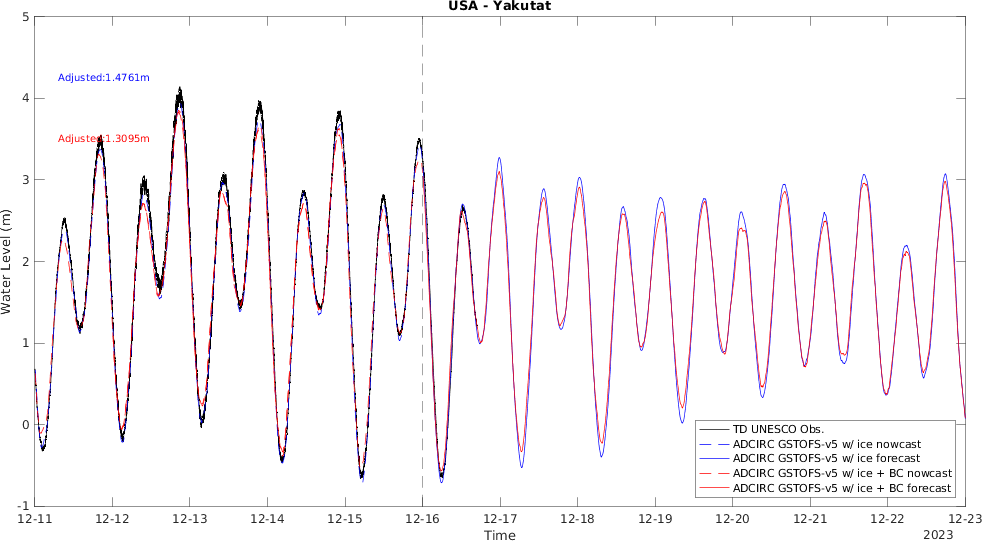 USA - Yakutat
5
4
3
2
1
0
-1
Water Level (m)
Adjusted:1.4761m
Adjusted:1.3095m
TD UNESCO Obs.
ADCIRC GSTOFS-v5 w/ ice nowcast
ADCIRC GSTOFS-v5 w/ ice forecast
ADCIRC GSTOFS-v5 w/ ice + BC nowcast
ADCIRC GSTOFS-v5 w/ ice + BC forecast
12-11 12-12 12-13 12-14 12-15 12-16 12-17 12-18 12-19 12-20 12-21 12-22 12-23
Time
2023